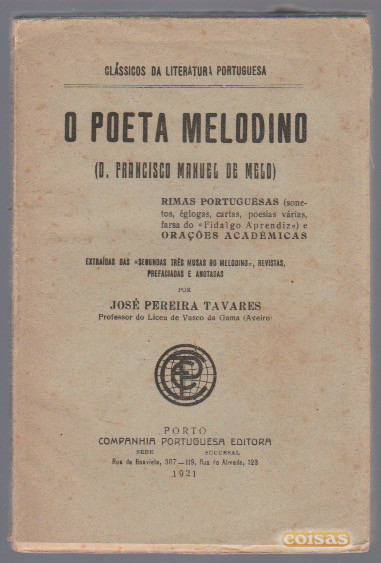 CLÁSSICOS DA LITERATURA PORTUGUESA
O POETA MELODINO
(D. FRANCISCO MANUEL DE MELO)
RIMAS PORTUGUESAS (sone-
tos, églogas, cartas, poesias várias,
farsa do «Fidalgo Aprendiz») e
ORAÇÕES ACADÉMICAS
EXTRAÍDAS DAS «SEGUNDAS TRÊS MUSAS DO MELODINO», REVISTAS,
PREFACIADAS E ANOTADAS
POR
JOSÉ PEREIRA TAVARES
Professor do Liceu de Vasco da Gama (Aveiro)
PORTO
COMPANHIA PORTUGUESA EDITORA
SÉDE SUCURSAL
Rua da Boavista, 307—119, Rua do Almada, 123
1921
coisas